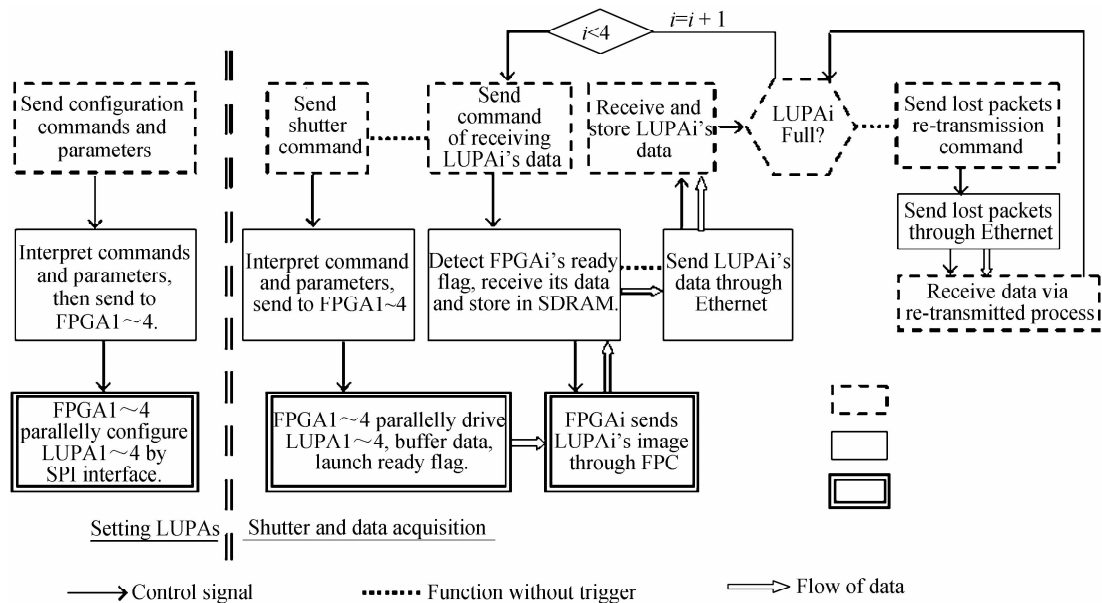 i=i + 1
i<4
Send configuration
commands and
parameters
Send
shutter
command
Send
command
of receiving
LUPAi's data
Receive and
store LUPAi's
data
LUPAi
Full?
Send lost packets
re-transmission
command
Send lost packets
through Ethernet
Receive data via
re-transmitted process
Interpret commands
and parameters,
then send to
FPGA1~4.
Interpret command
and parameters,
send to FPGA1~4
Detect FPGAi's ready
flag, receive its data
and store in SDRAM.
Send LUPAi's
data through
Ethernet
FPGA1~4
parallelly configure
LUPA1~4 by
SPI interface.
FPGA1~4 parallelly drive
LUPA1~4, buffer data,
launch ready flag.
FPGAi sends
LUPAi's image
through FPC
Setting LUPAs
Shutter and data acquisition
Control signal
Function without trigger
Flow of data